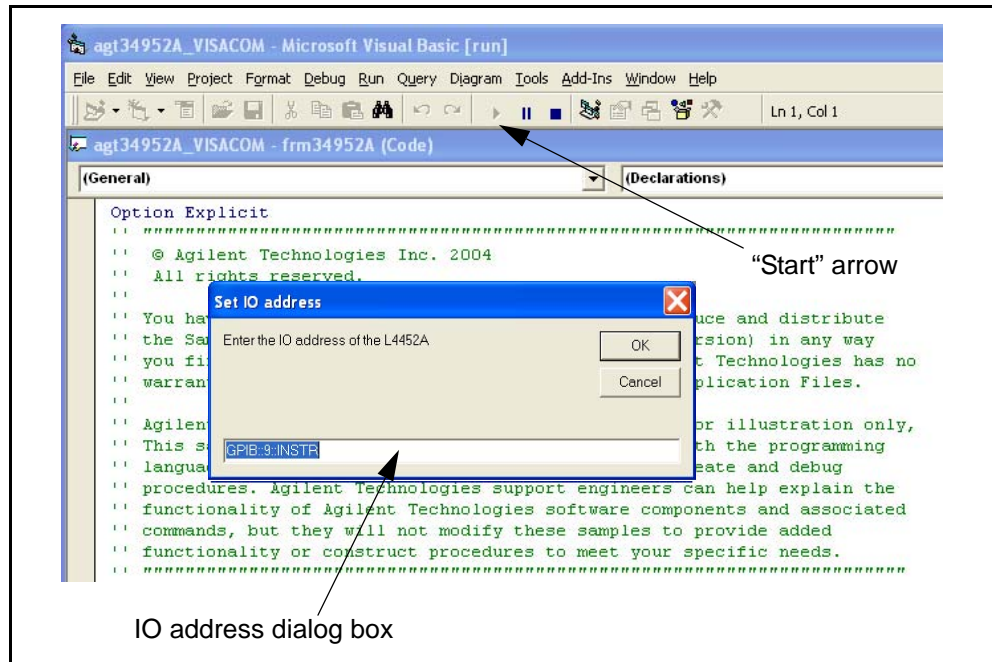 agt34952A_VISACOM - Microsoft Visual Basic [run]
File Edit View Project Format Debug Run Query Diagram Tools Add-Ins Window Help
Ln 1, Col 1
agt34952A_VISACOM - frm34952A (Code)
(General) (Declarations)
Option Explicit
'' """"""""""""""""""""""""""""""""""""""""""""""""""""""""""""""""""""""
'' © Agilent Technologies Inc. 2004
'' All rights reserved.
“Start” arrow
''
Set IO address
'' You ha uce and distribute
'' the Sa rsion) in any way
Enter the IO address of the L4452A
OK
'' you fi t Technologies has no
'' warran plication Files.
Cancel
''
'' Agilen or illustration only,
'' This s th the programming
GPIB::9::INSTR
'' langua eate and debug
'' procedures. Agilent Technologies support engineers can help explain the
'' functionality of Agilent Technologies software components and associated
'' commands, but they will not modify these samples to provide added
'' functionality or construct procedures to meet your specific needs.
'' """"""""""""""""""""""""""""""""""""""""""""""""""""""""""""""""""""""
IO address dialog box